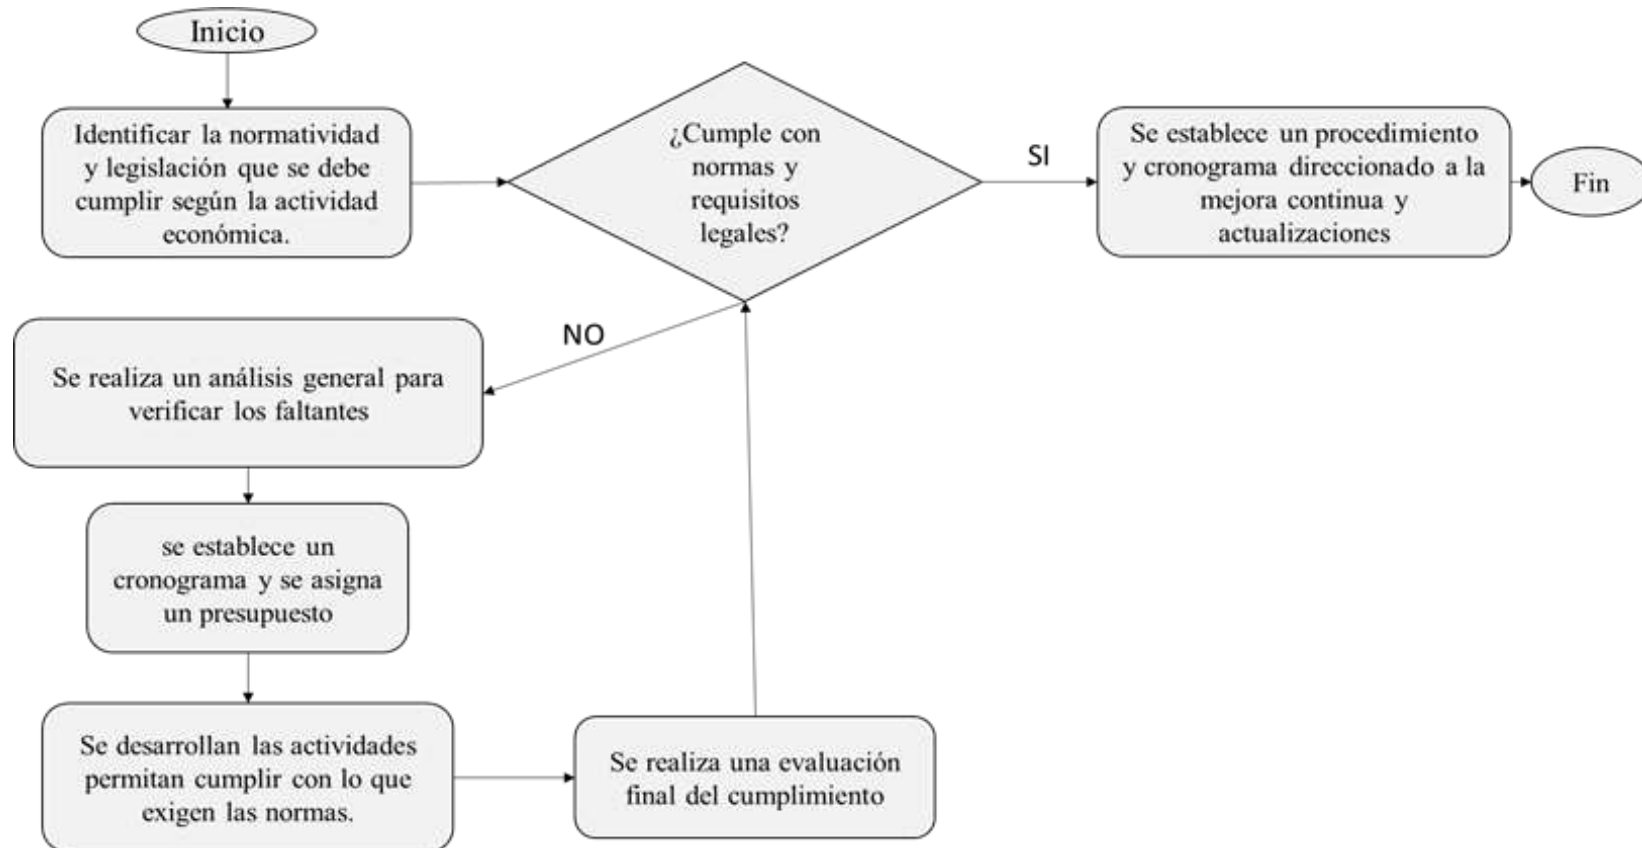 Inicio
Identificar la normatividad
y legislación que se debe
cumplir según la actividad
económica.
¿Cumple con
normas y
requisitos
legales?
SI
Se establece un procedimiento
y cronograma direccionado a la
mejora continua y
actualizaciones
Fin
NO
Se realiza un análisis general para
verificar los faltantes
se establece un
cronograma y se asigna
un presupuesto
Se desarrollan las actividades
permitan cumplir con lo que
exigen las normas.
Se realiza una evaluación
final del cumplimiento